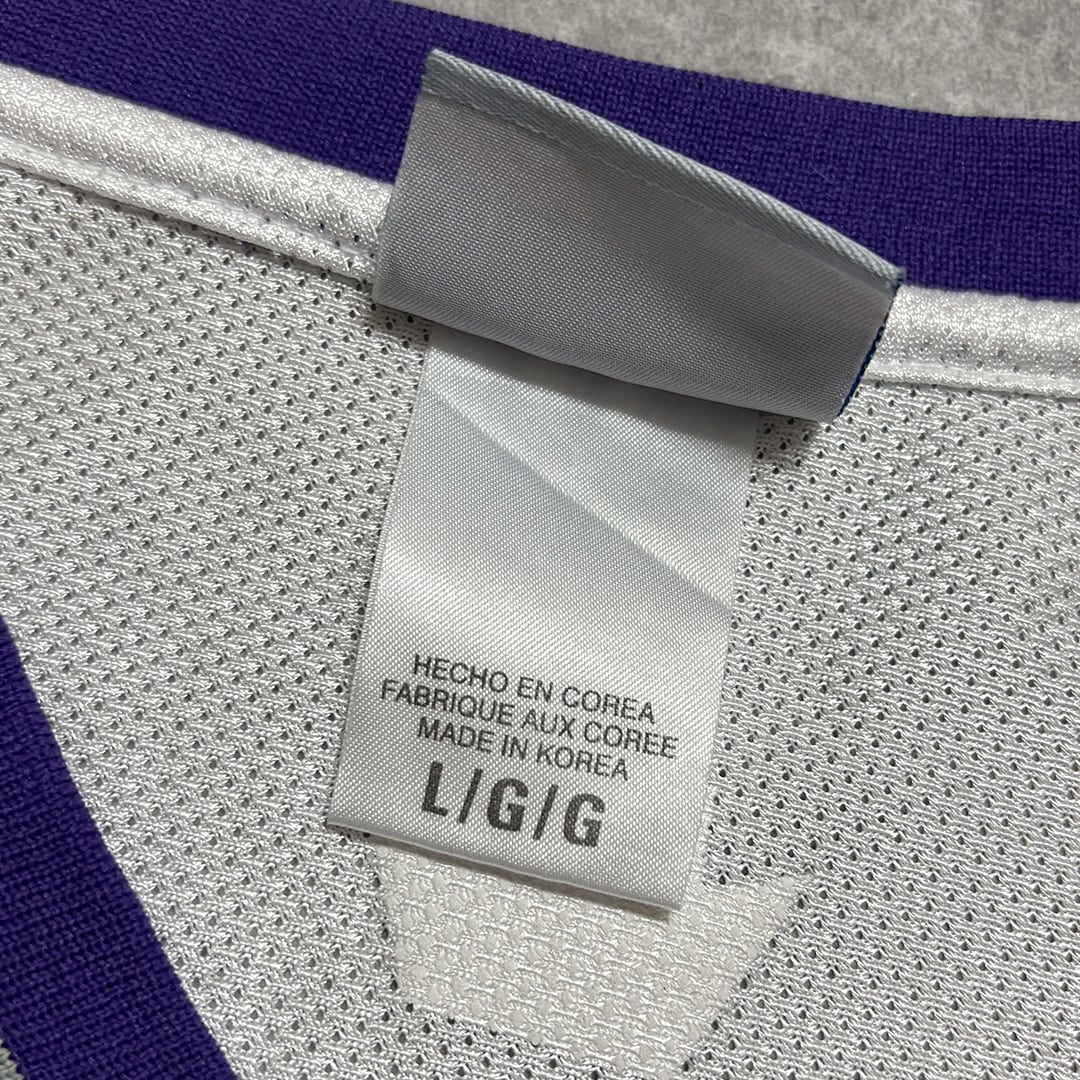 HECHO EN COREA
FABRIQUE AUX COREE
MADE IN KOREA
L/G/G